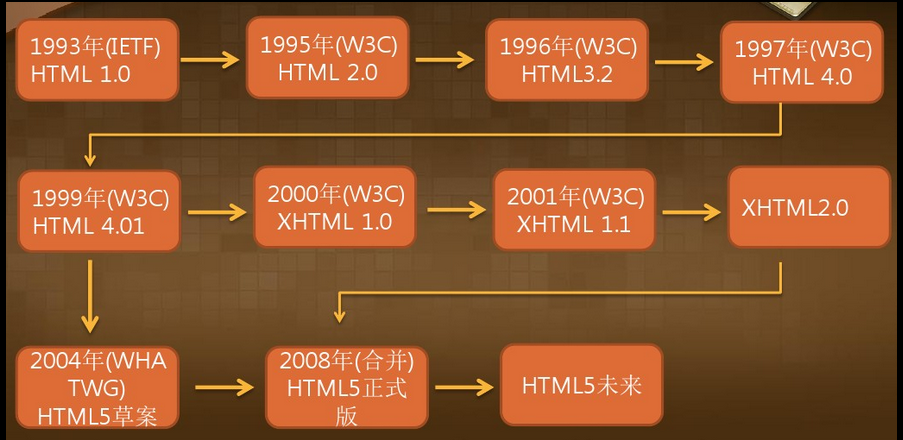 1993年(IETF)
HTML 1.0
1995年(W3C)
HTML 2.0
1996年(W3C)
HTML3.2
1997年(W3C)
HTML 4.0
1999年(W3C)
HTML 4.01
2000年(W3C)
XHTML 1.0
2001年(W3C)
XHTML 1.1
XHTML2.0
2004年(WHA
TWG)
HTML5草案
2008年(合并)
HTML5正式
版
HTML5未来